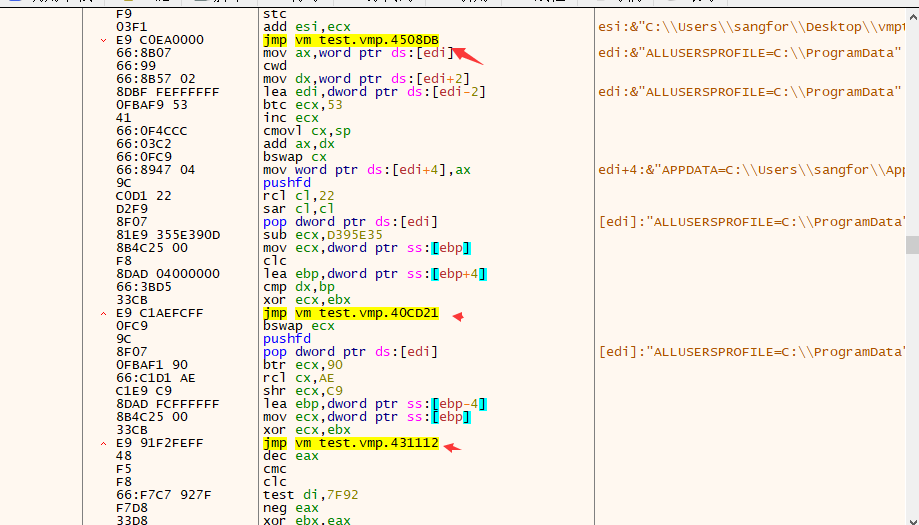 F9 stc
03F1 add esi,ecx esi:&"C:\\Users\\sangfor\\Desktop\\vmpt
E9 C0EA0000 jmp vm test.vmp.4508DB
66:8B07 mov ax,word ptr ds:[edi] edi:&"ALLUSERSPROFILE=C:\\ProgramData"
66:99 cwd
66:8B57 02 mov dx,word ptr ds:[edi+2]
8DBF FEFFFFFF lea edi,dword ptr ds:[edi-2] edi:&"ALLUSERSPROFILE=C:\\ProgramData"
0FBAF9 53 btc ecx,53
41 inc ecx
66:0F4CCC cmovl cx,sp
66:03C2 add ax,dx
66:0FC9 bswap cx
66:8947 04 mov word ptr ds:[edi+4],ax edi+4:&"APPDATA=C:\\Users\\sangfor\\App
9C pushfd
C0D1 22 rcl cl,22
D2F9 sar cl,cl
8F07 pop dword ptr ds:[edi] [edi]:"ALLUSERSPROFILE=C:\\ProgramData"
81E9 355E390D sub ecx,D395E35
8B4C25 00 mov ecx,dword ptr ss:[ebp]
F8 clc
8DAD 04000000 lea ebp,dword ptr ss:[ebp+4]
66:3BD5 cmp dx,bp
33CB xor ecx,ebx
E9 C1AEFCFF jmp vm test.vmp.40CD21
0FC9 bswap ecx
9C pushfd
8F07 pop dword ptr ds:[edi] [edi]:"ALLUSERSPROFILE=C:\\ProgramData"
0FBAF1 90 btr ecx,90
66:C1D1 AE rcl cx,AE
C1E9 C9 shr ecx,C9
8DAD FCFFFFFF lea ebp,dword ptr ss:[ebp-4]
8B4C25 00 mov ecx,dword ptr ss:[ebp]
33CB xor ecx,ebx
E9 91F2FEFF jmp vm test.vmp.431112
48 dec eax
F5 cmc
F8 clc
66:F7C7 927F test di,7F92
F7D8 neg eax
33D8 xor ebx,eax